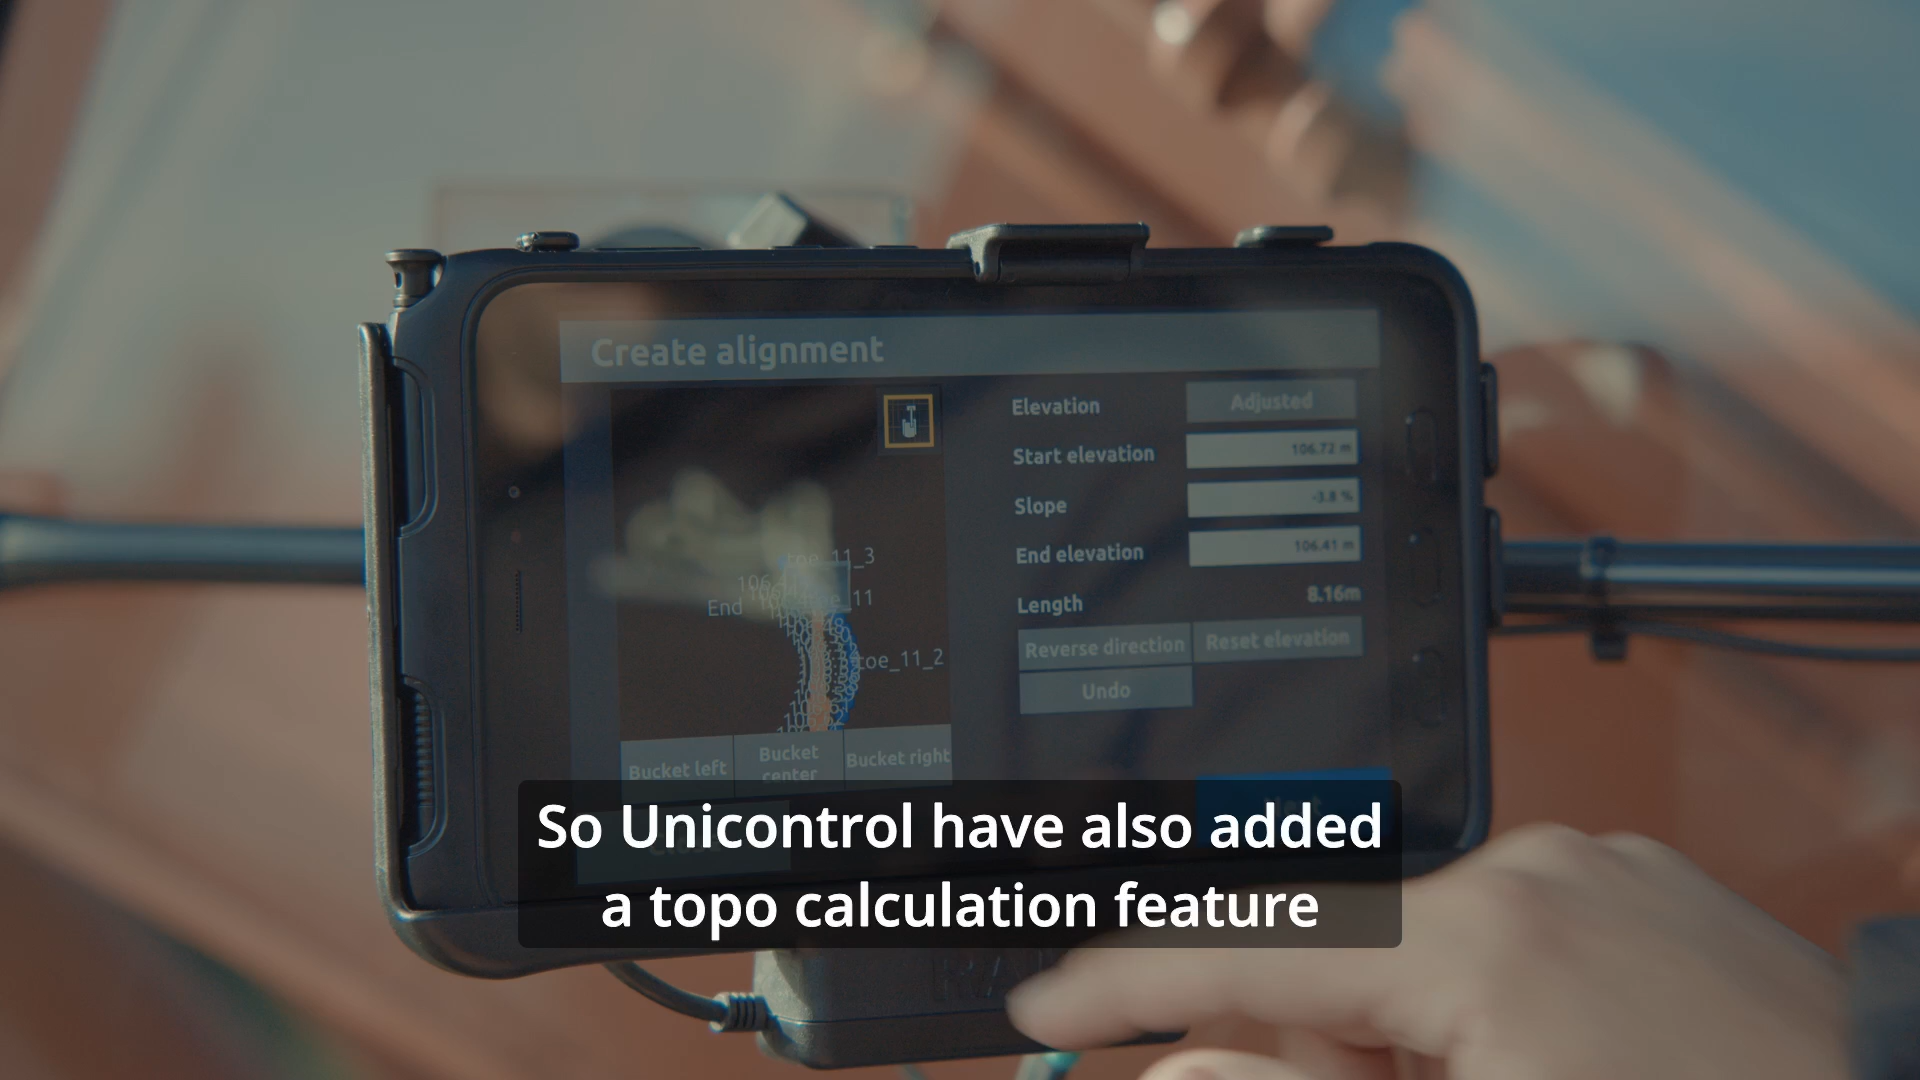 Create alignment
Elevation
Adjusted
Start elevation
106.72 m
Slope
-3.8 %
End elevation
106.41 m
Length
8.16m
Reverse direction
Reset elevation
Undo
toe_11_3
End
toe_11_2
Bucket left
Bucket center
Bucket right
So Unicontrol have also added
a topo calculation feature